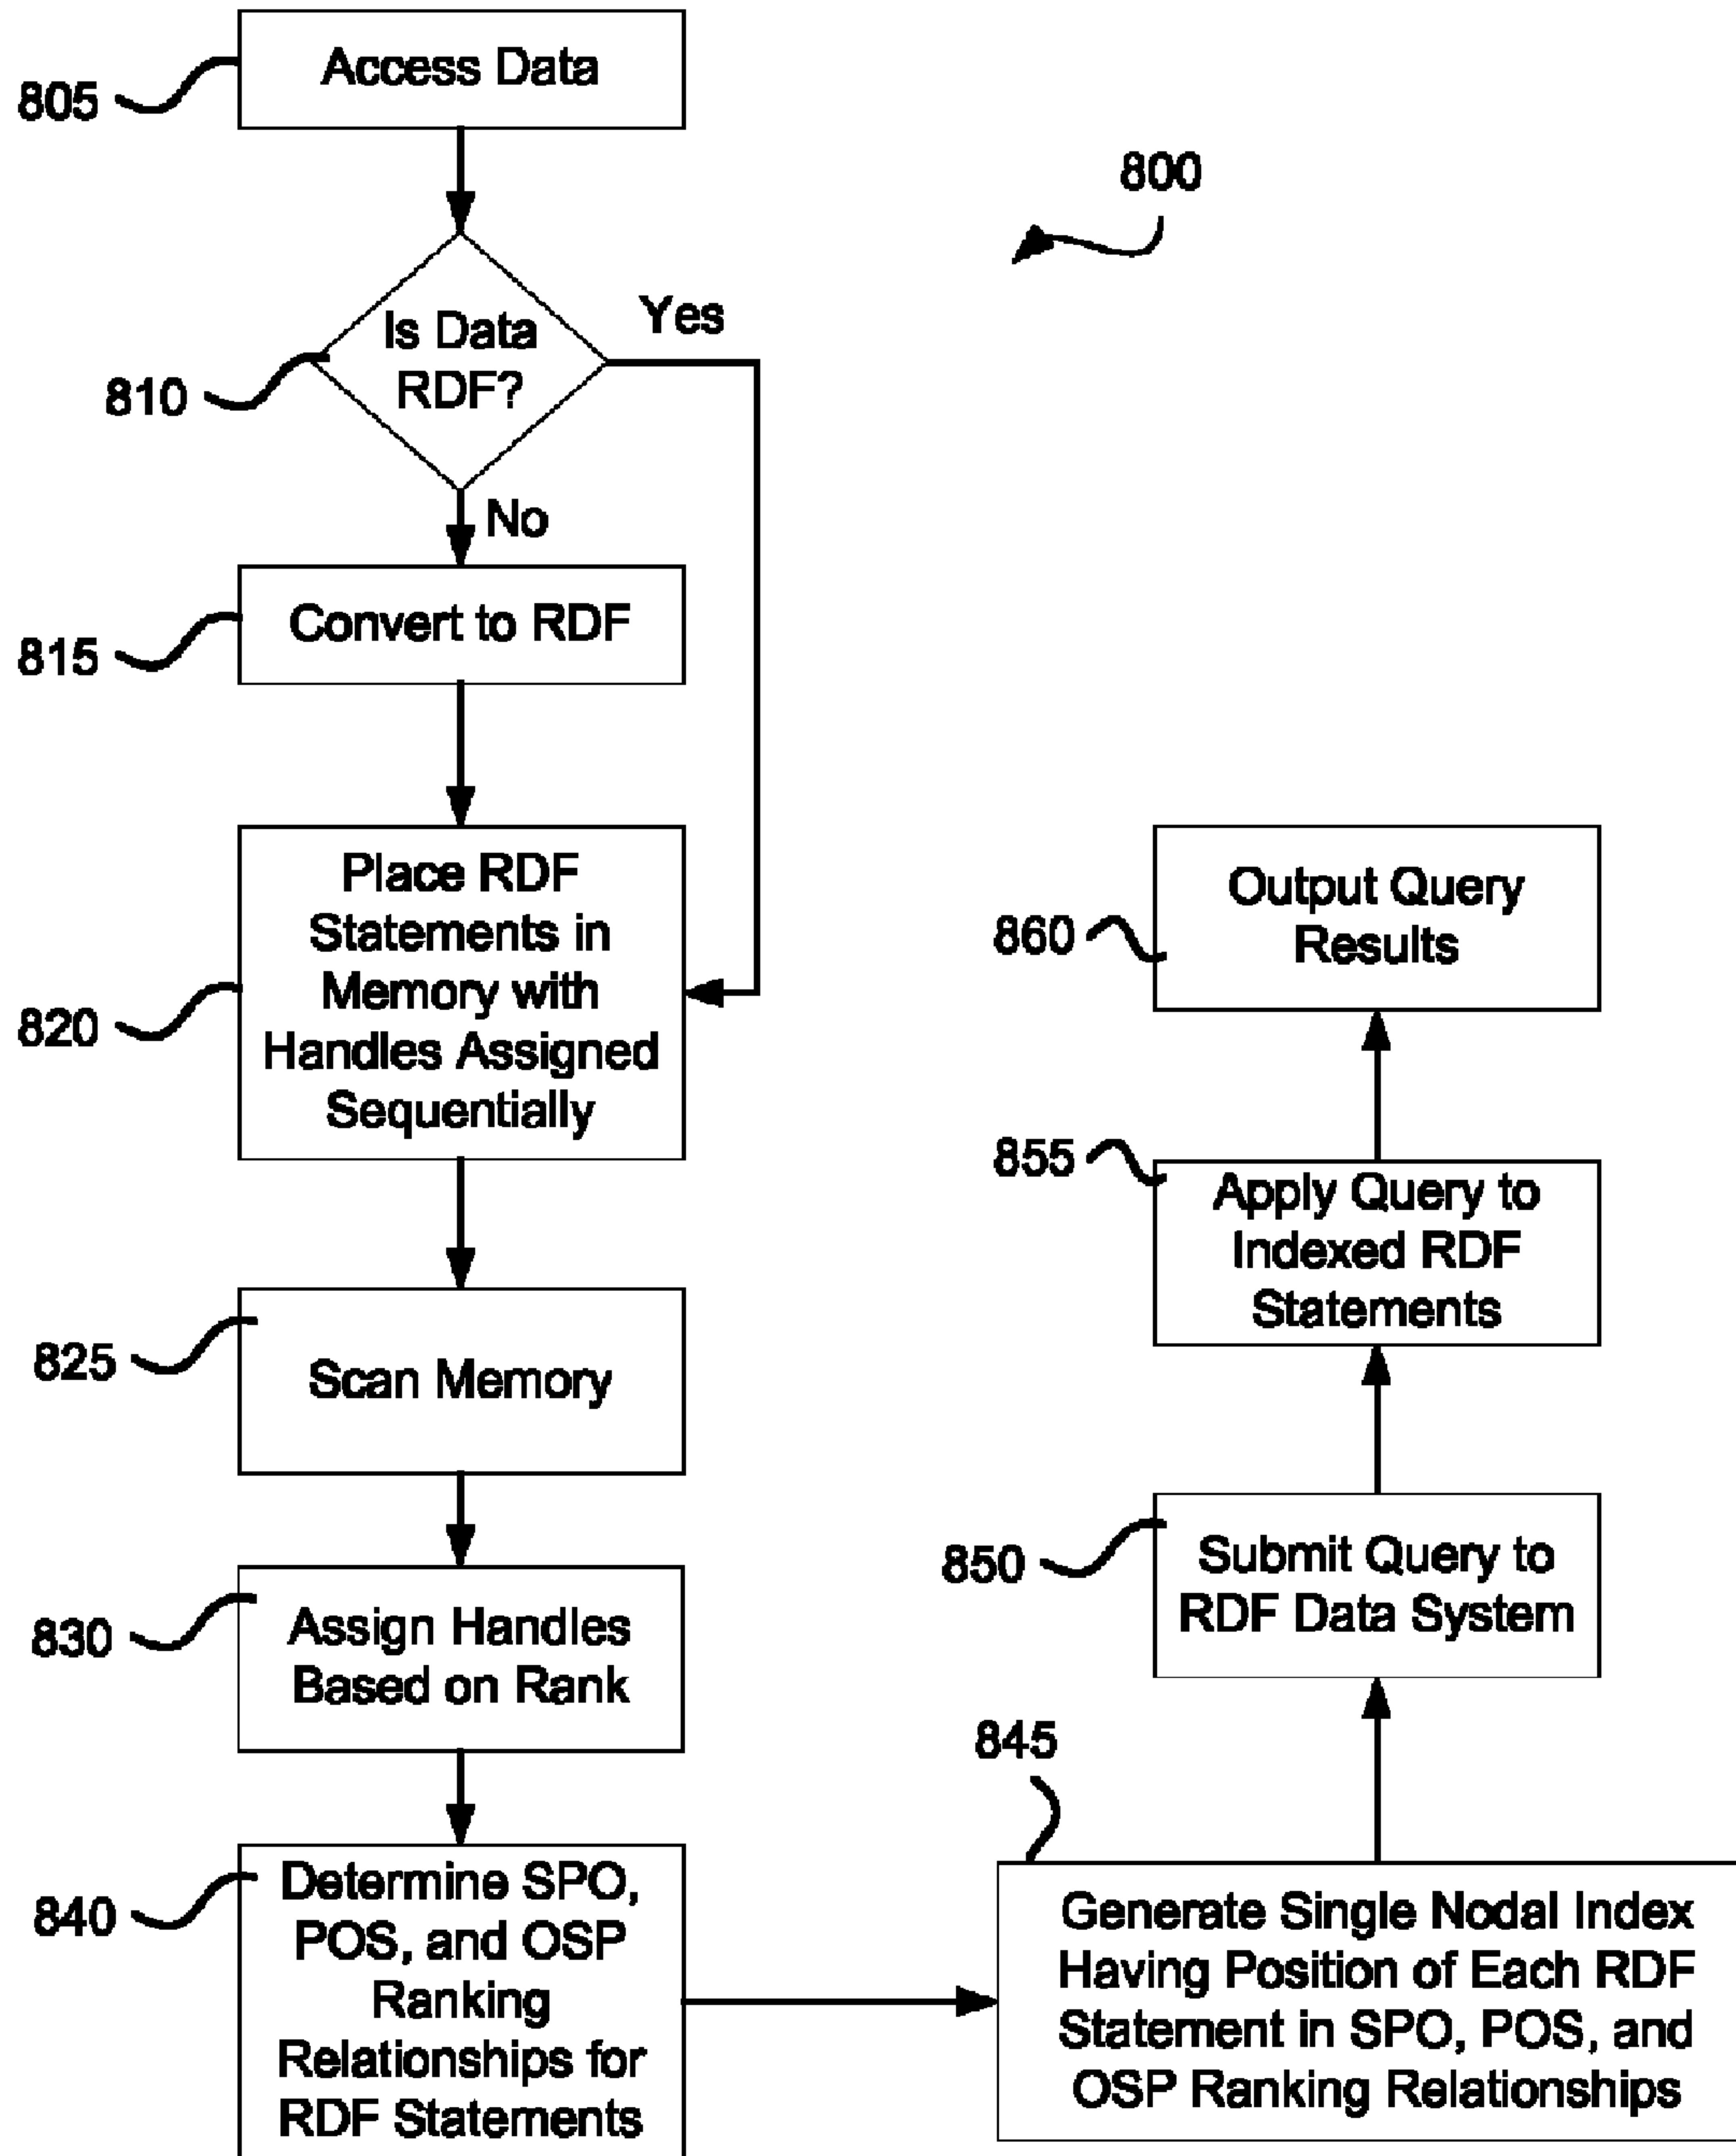 805
Access Data
800
810
Is Data
RDF?
Yes
No
815
Convert to RDF
820
Place RDF
Statements in
Memory with
Handles Assigned
Sequentially
825
Scan Memory
830
Assign Handles
Based on Rank
840
Determine SPO,
POS, and OSP
Ranking
Relationships for
RDF Statements
845
Generate Single Nodal Index
Having Position of Each RDF
Statement in SPO, POS, and
OSP Ranking Relationships
850
Submit Query to
RDF Data System
855
Apply Query to
Indexed RDF
Statements
860
Output Query
Results